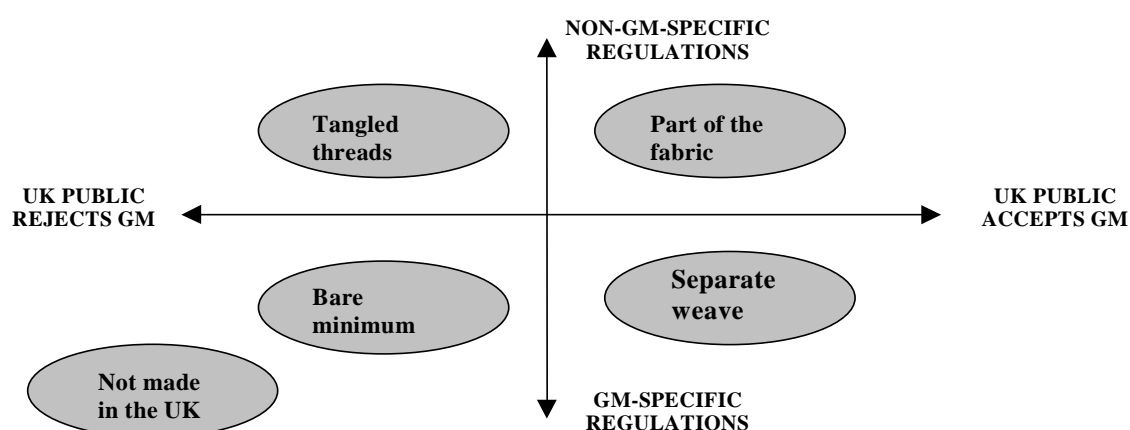 NON-GM-SPECIFIC
REGULATIONS
Tangled
threads
Part of the
fabric
UK PUBLIC
REJECTS GM
UK PUBLIC
ACCEPTS GM
Bare
minimum
Separate
weave
Not made
in the UK
GM-SPECIFIC
REGULATIONS